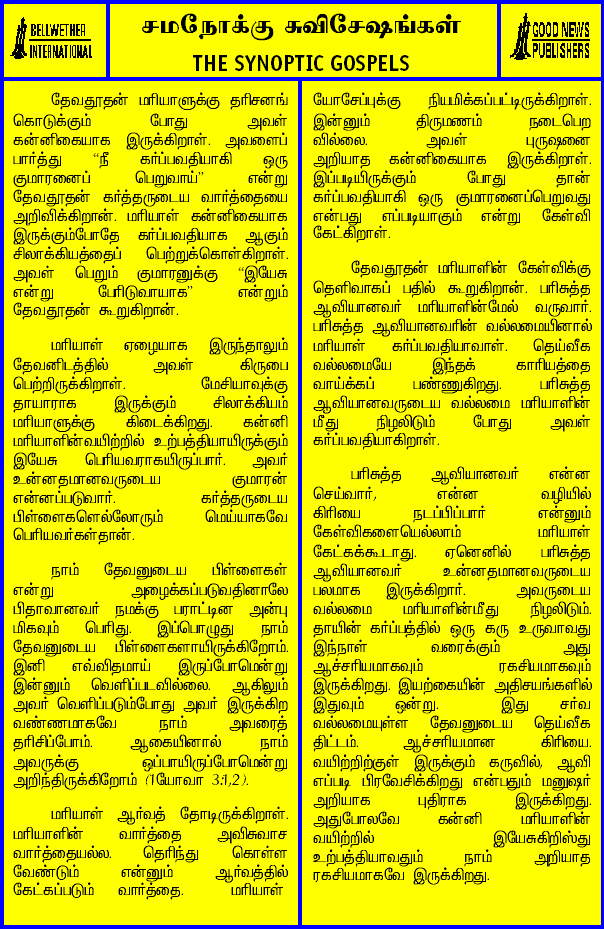 BELLWETHER
INTERNATIONAL
சமநோக்கு சுவிசேஷங்கள்
THE SYNOPTIC GOSPELS
GOOD NEWS
PUBLISHERS
தேவதூதன் மரியாளுக்கு தரிசனங்
கொடுக்கும் போது அவள்
கன்னிகையாக இருக்கிறாள். அவளைப்
பார்த்து “நீ கர்ப்பவதியாகி ஒரு
குமாரனைப் பெறுவாய்” என்று
தேவதூதன் கர்த்தருடைய வார்த்தையை
அறிவிக்கிறான். மரியாள் கன்னிகையாக
இருக்கும்போதே கர்ப்பவதியாக ஆகும்
சிலாக்கியத்தைப் பெற்றுக்கொள்கிறாள்.
அவள் பெறும் குமாரனுக்கு “இயேசு
என்று பேரிடுவாயாக” என்றும்
தேவதூதன் கூறுகிறான்.
மரியாள் ஏழையாக இருந்தாலும்
தேவனிடத்தில் அவள் கிருபை
பெற்றிருக்கிறாள். மேசியாவுக்கு
தாயாராக இருக்கும் சிலாக்கியம்
மரியாளுக்கு கிடைக்கிறது. கன்னி
மரியாளின்வயிற்றில் உற்பத்தியாயிருக்கும்
இயேசு பெரியவராகயிருப்பார். அவர்
உன்னதமானவருடைய குமாரன்
என்னப்படுவார். கர்த்தருடைய
பிள்ளைகளெல்லோரும் மெய்யாகவே
பெரியவர்கள்தான்.
நாம் தேவனுடைய பிள்ளைகள்
என்று அழைக்கப்படுவதினாலே
பிதாவானவர் நமக்கு பாராட்டின அன்பு
மிகவும் பெரிது. இப்பொழுது நாம்
தேவனுடைய பிள்ளைகளாயிருக்கிறோம்.
இனி எவ்விதமாய் இருப்போமென்று
இன்னும் வெளிப்படவில்லை. ஆகிலும்
அவர் வெளிப்படும்போது அவர் இருக்கிற
வண்ணமாகவே நாம் அவரைத்
தரிசிப்போம். ஆகையினால் நாம்
அவருக்கு ஒப்பாயிருப்போமென்று
அறிந்திருக்கிறோம் (1யோவா 3:1,2).
மரியாள் ஆர்வத் தோடிருக்கிறாள்.
மரியாளின் வார்த்தை அவிசுவாச
வார்த்தையல்ல. தெரிந்து கொள்ள
வேண்டும் என்னும் ஆர்வத்தில்
கேட்கப்படும் வார்த்தை. மரியாள்
யோசேப்புக்கு நியமிக்கப்பட்டிருக்கிறாள்.
இன்னும் திருமணம் நடைபெற
வில்லை. அவள் புருஷனை
அறியாத கன்னிகையாக இருக்கிறாள்.
இப்படியிருக்கும் போது தான்
கர்ப்பவதியாகி ஒரு குமாரனைப்பெறுவது
என்பது எப்படியாகும் என்று கேள்வி
கேட்கிறாள்.
தேவதூதன் மரியாளின் கேள்விக்கு
தெளிவாகப் பதில் கூறுகிறான். பரிசுத்த
ஆவியானவர் மரியாளின்மேல் வருவார்.
பரிசுத்த ஆவியானவரின் வல்லமையினால்
மரியாள் கர்ப்பவதியாவாள். தெய்வீக
வல்லமையே இந்தக் காரியத்தை
வாய்க்கப் பண்ணுகிறது. பரிசுத்த
ஆவியானவருடைய வல்லமை மரியாளின்
மீது நிழலிடும் போது அவள்
கர்ப்பவதியாகிறாள்.
பரிசுத்த ஆவியானவர் என்ன
செய்வார், என்ன வழியில்
கிரியை நடப்பிப்பார் என்னும்
கேள்விகளையெல்லாம் மரியாள்
கேட்கக்கூடாது. ஏனெனில் பரிசுத்த
ஆவியானவர் உன்னதமானவருடைய
பலமாக இருக்கிறார். அவருடைய
வல்லமை மரியாளின்மீது நிழலிடும்.
தாயின் கர்ப்பத்தில் ஒரு கரு உருவாவது
இந்நாள் வரைக்கும் அது
ஆச்சரியமாகவும் ரகசியமாகவும்
இருக்கிறது. இயற்கையின் அதிசயங்களில்
இதுவும் ஒன்று. இது சர்வ
வல்லமையுள்ள தேவனுடைய தெய்வீக
திட்டம். ஆச்சரியமான கிரியை.
வயிற்றிற்குள் இருக்கும் கருவில், ஆவி
எப்படி பிரவேசிக்கிறது என்பதும் மனுஷர்
அறியாக புதிராக இருக்கிறது.
அதுபோலவே கன்னி மரியாளின்
வயிற்றில் இயேசுகிறிஸ்து
உற்பத்தியாவதும் நாம் அறியாத
ரகசியமாகவே இருக்கிறது.